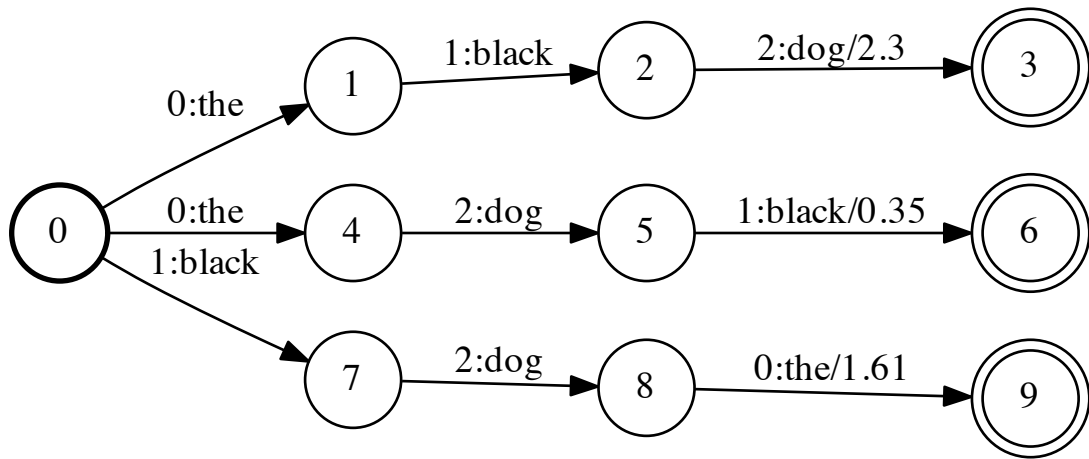 1:black
2:dog/2.3
0:the
1
2
3
0
0:the
4
2:dog
5
1:black/0.35
6
1:black
7
2:dog
8
0:the/1.61
9